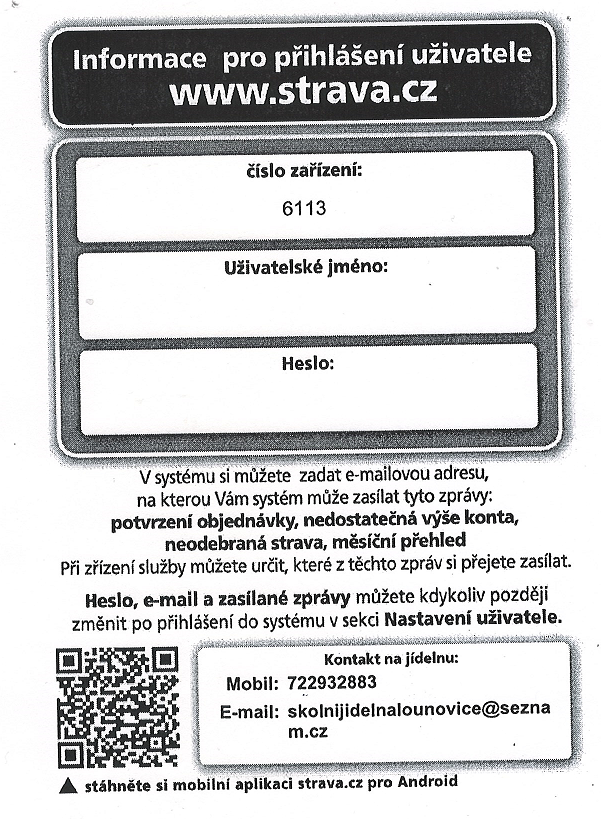 Informace pro přihlášení uživatele
www.strava.cz
číslo zařízení:
6113
Uživatelské jméno:
Heslo:
V systému si můžete zadat e-mailovou adresu,
na kterou Vám systém může zasílat tyto zprávy:
potvrzení objednávky, nedostatečná výše konta,
neodebraná strava, měsíční přehled
Při zřízení služby můžete určit, které z těchto zpráv si přejete zasílat.
Heslo, e-mail a zasílané zprávy můžete kdykoliv později
změnit po přihlášení do systému v sekci Nastavení uživatele.
Kontakt na jídelnu:
Mobil: 722932883
E-mail: skolnijidelnalounovice@sezna
m.cz
▲ stáhněte si mobilní aplikaci strava.cz pro Android